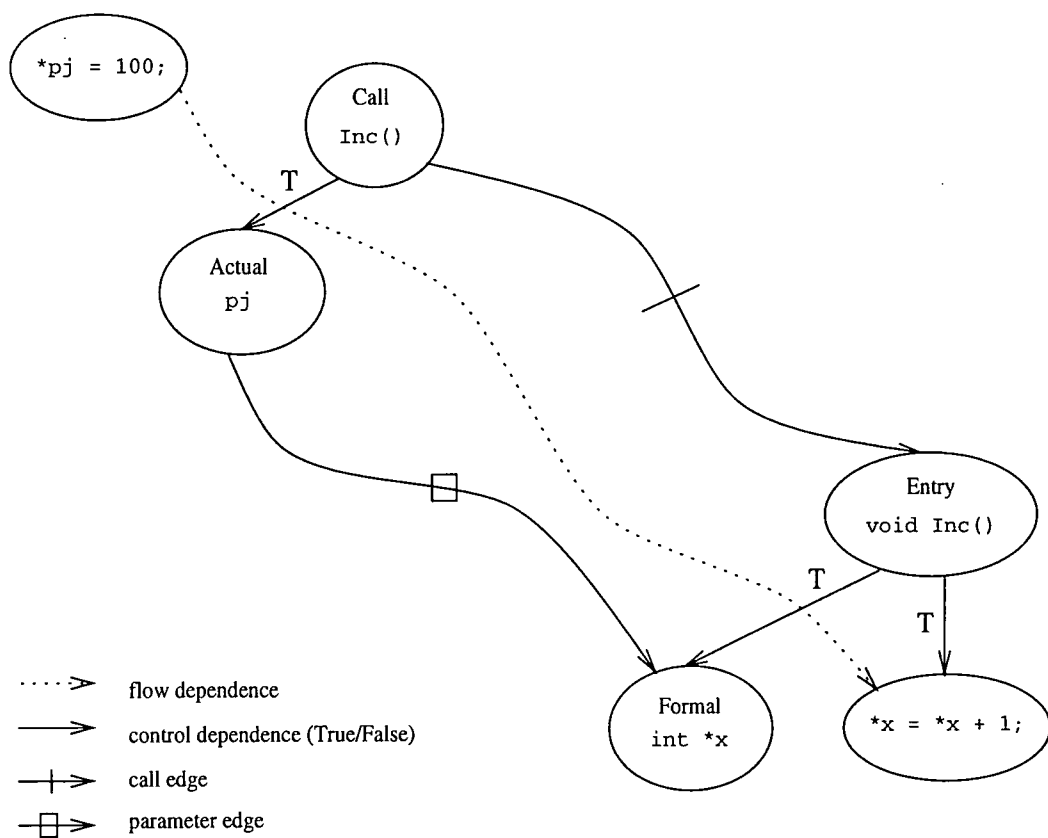 *pj = 100;
Call
Inc()
T
Actual
pj
Entry
void Inc()
T
T
Formal
int *x
*x = *x + 1;
flow dependence
control dependence (True/False)
call edge
parameter edge